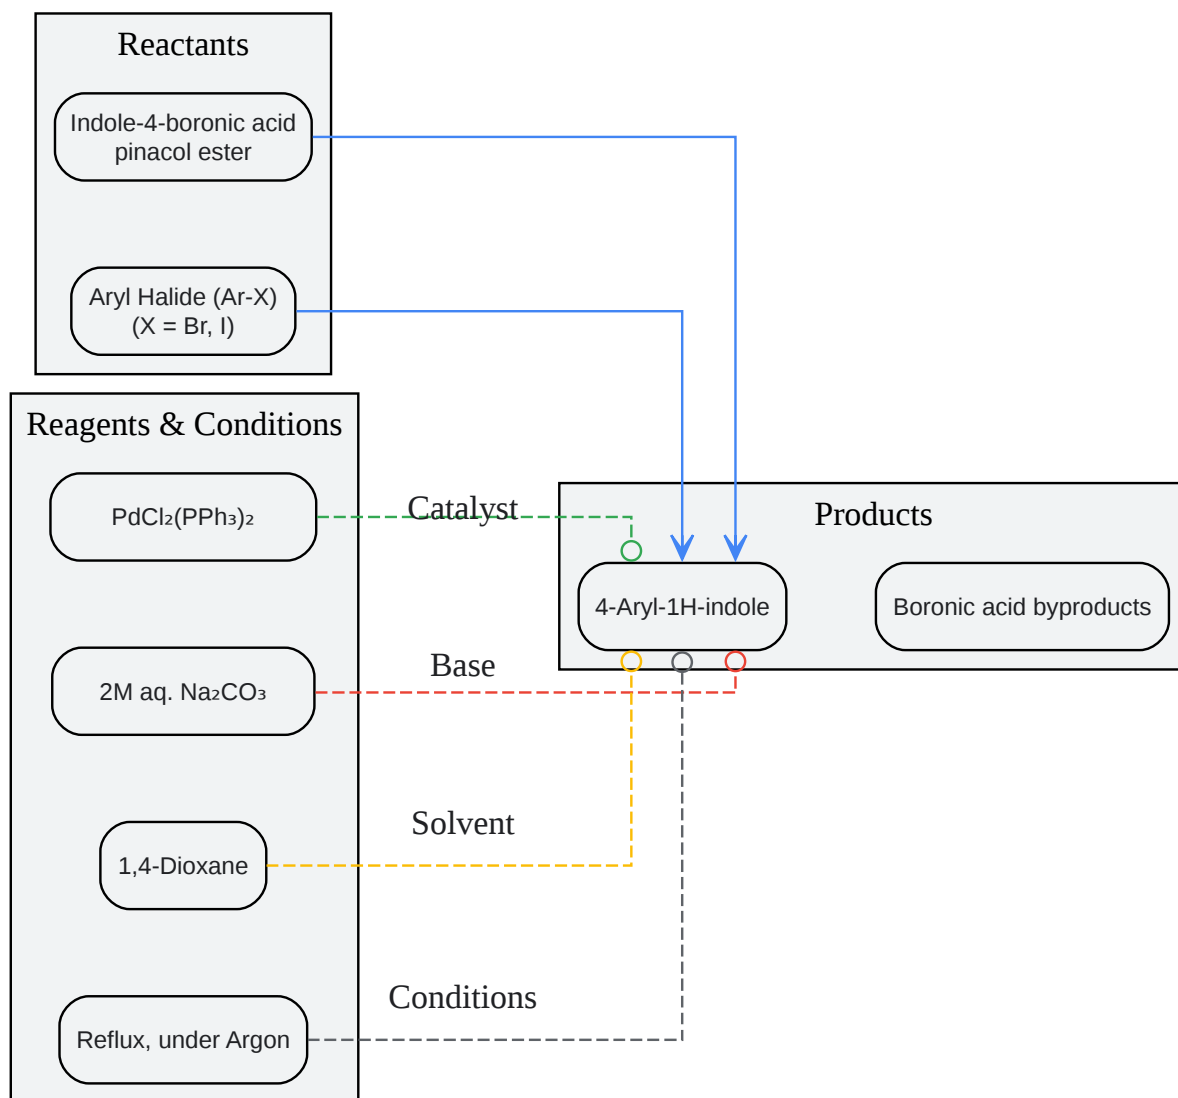 Reactants
Indole-4-boronic acid
pinacol ester
Aryl Halide (Ar-X)
(X = Br, I)
Reagents & Conditions
PdCl₂(PPh₃)₂
Catalyst
Products
4-Aryl-1H-indole
Boronic acid byproducts
2M aq. Na₂CO₃
Base
1,4-Dioxane
Solvent
Reflux, under Argon
Conditions